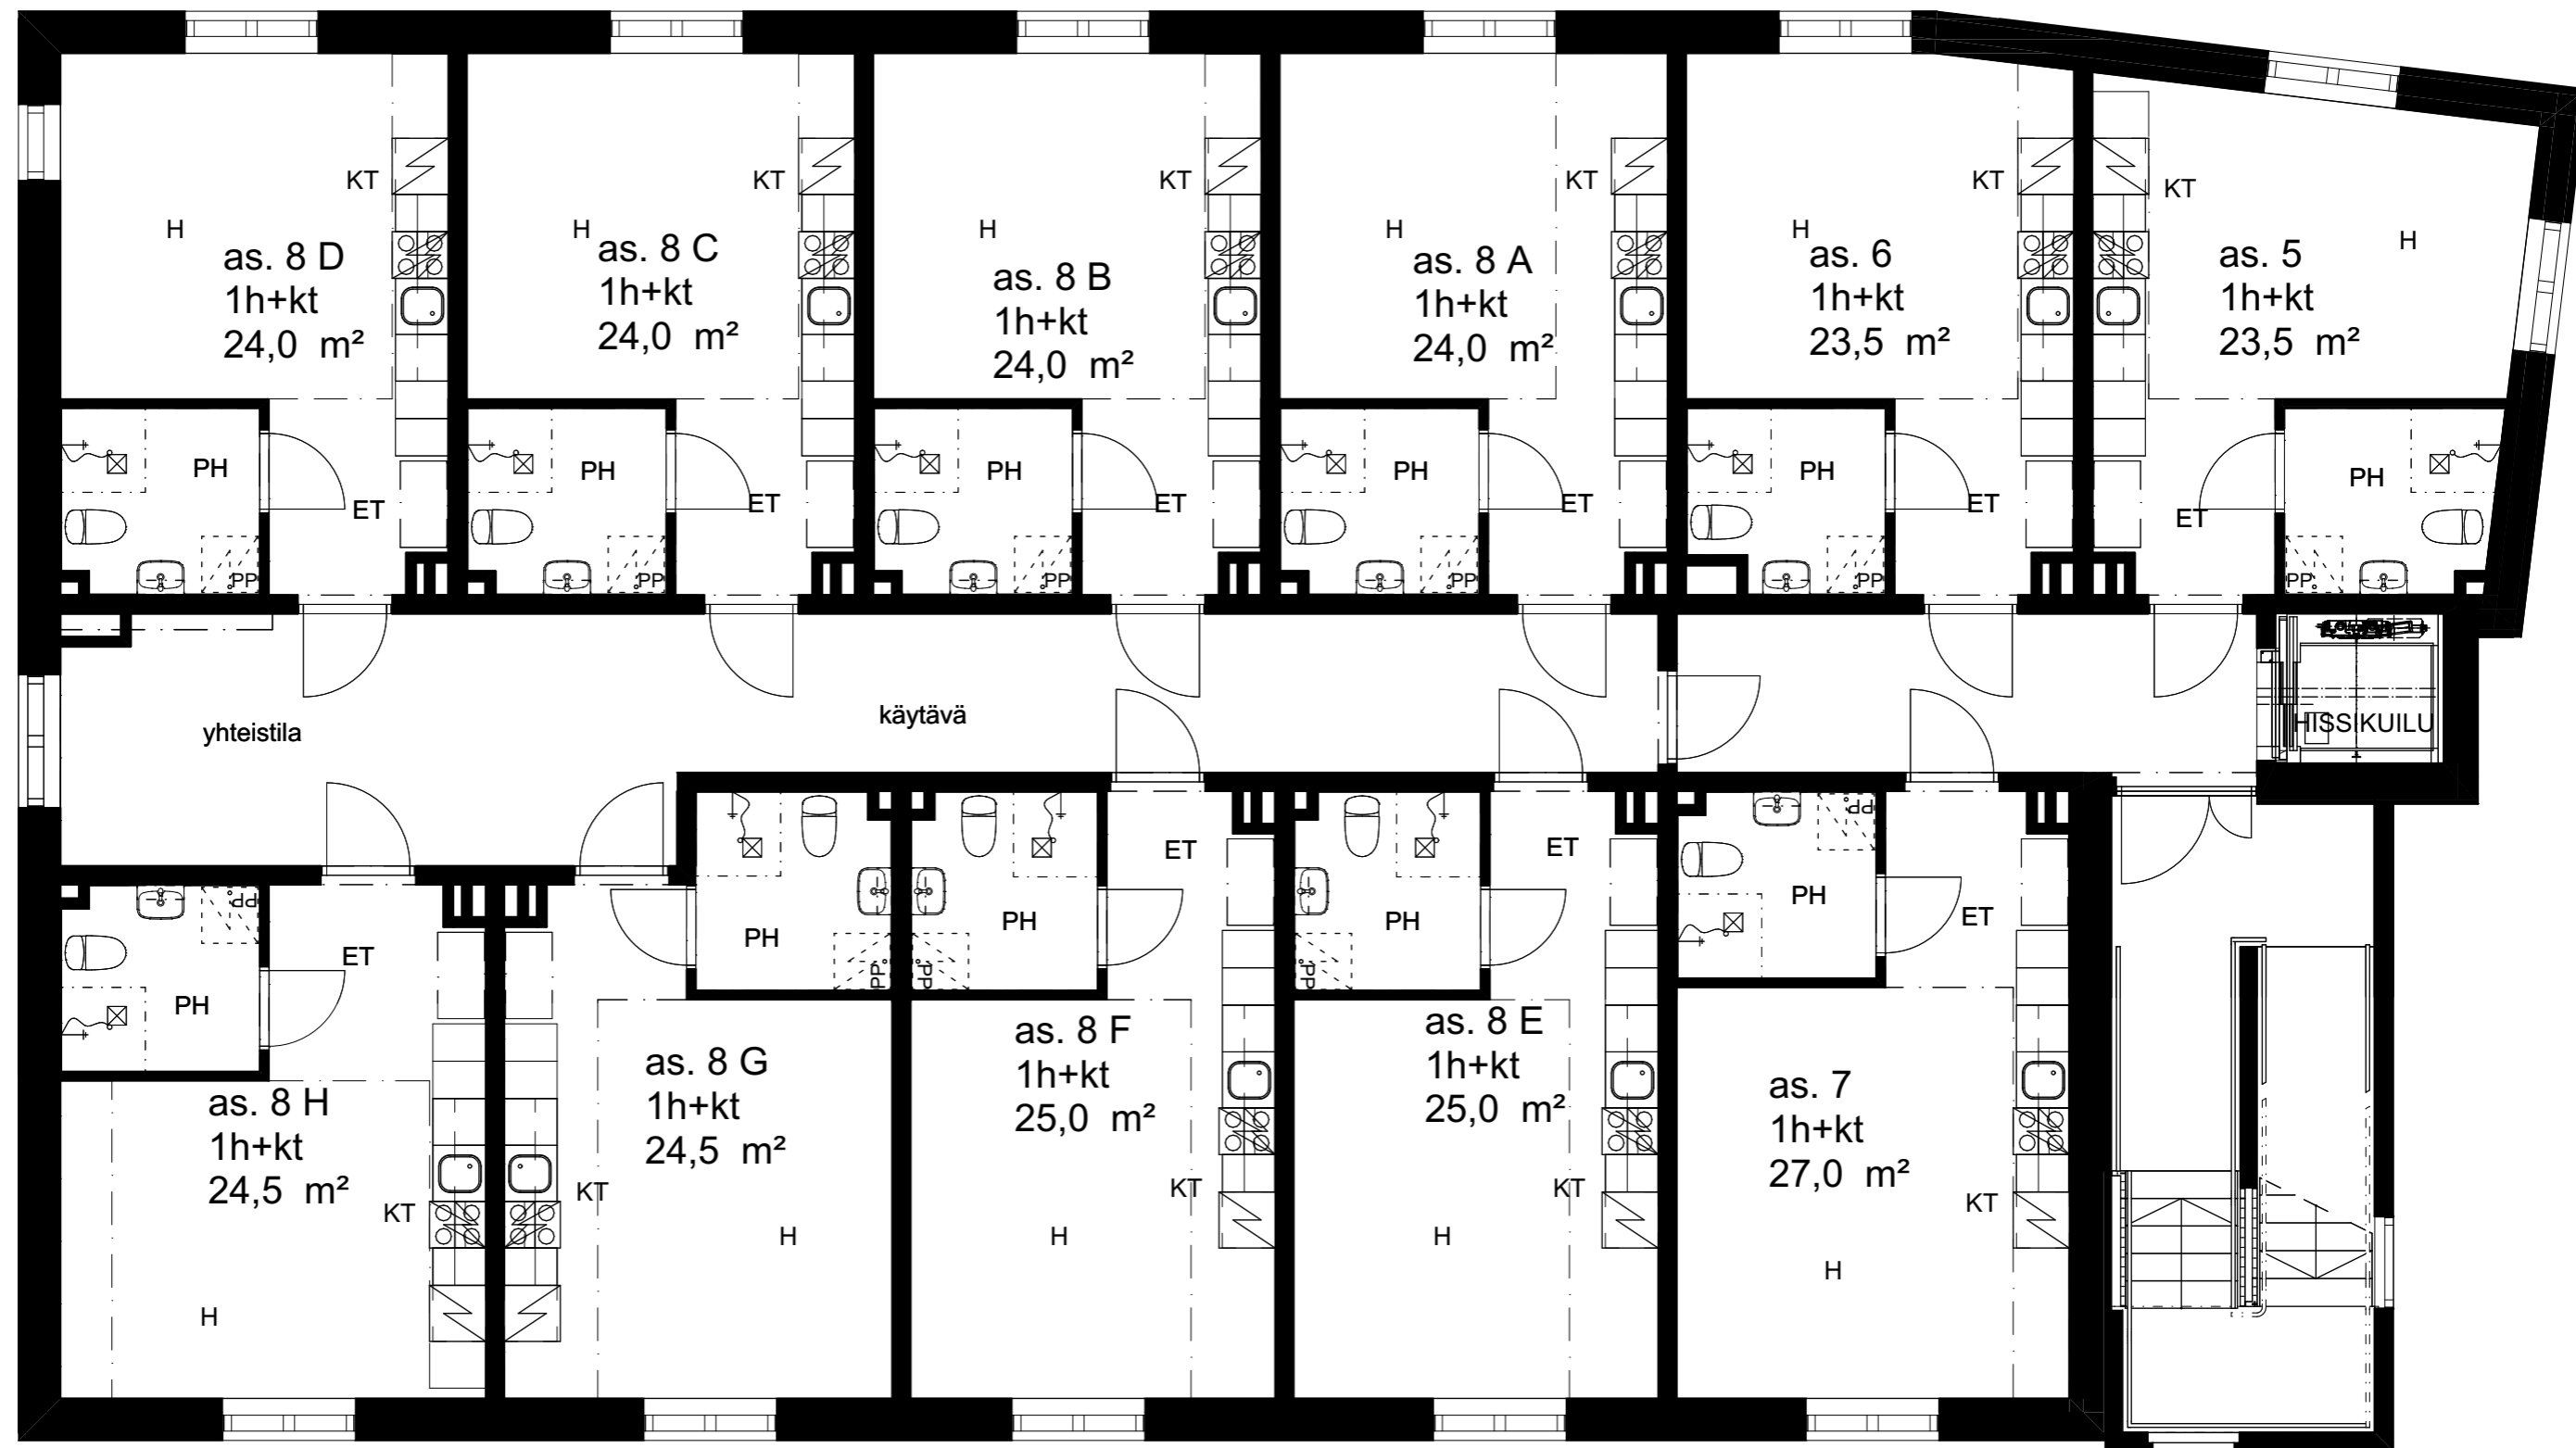 KT
H
as. 8 D
1h+kt
24,0 m²
PH
ET
PP
KT
H
as. 8 C
1h+kt
24,0 m²
PH
ET
PP
KT
H
as. 8 B
1h+kt
24,0 m²
PH
ET
PP
KT
H
as. 8 A
1h+kt
24,0 m²
PH
ET
PP
KT
H
as. 6
1h+kt
23,5 m²
PH
ET
PP
KT
H
as. 5
1h+kt
23,5 m²
PH
ET
PP
yhteistila
käytävä
HISSIKUILU
PP
ET
PH
as. 8 H
1h+kt
24,5 m²
KT
H
PH
PP
as. 8 G
1h+kt
24,5 m²
KT
H
ET
PH
PP
as. 8 F
1h+kt
25,0 m²
KT
H
ET
PH
PP
as. 8 E
1h+kt
25,0 m²
KT
H
PP
PH
ET
as. 7
1h+kt
27,0 m²
KT
H